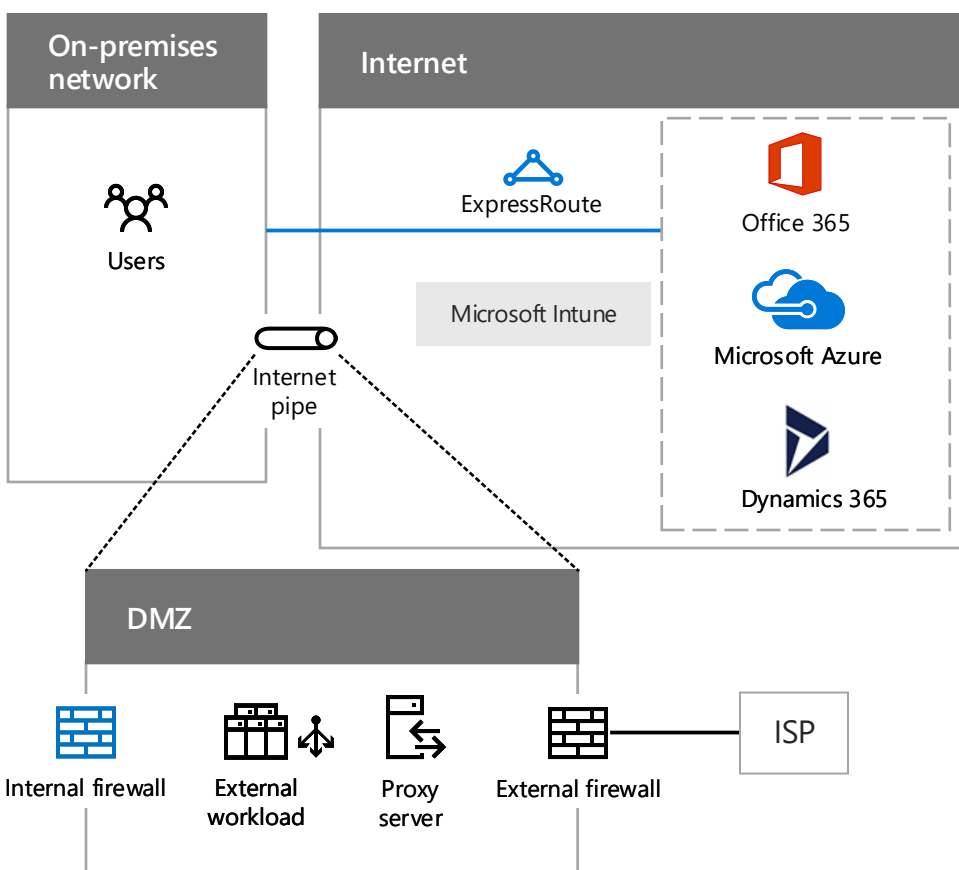 On-premises
network
Internet
ExpressRoute
Office 365
Users
Microsoft Intune
Microsoft Azure
Internet
pipe
Dynamics 365
DMZ
ISP
Internal firewall
External
workload
Proxy
server
External firewall